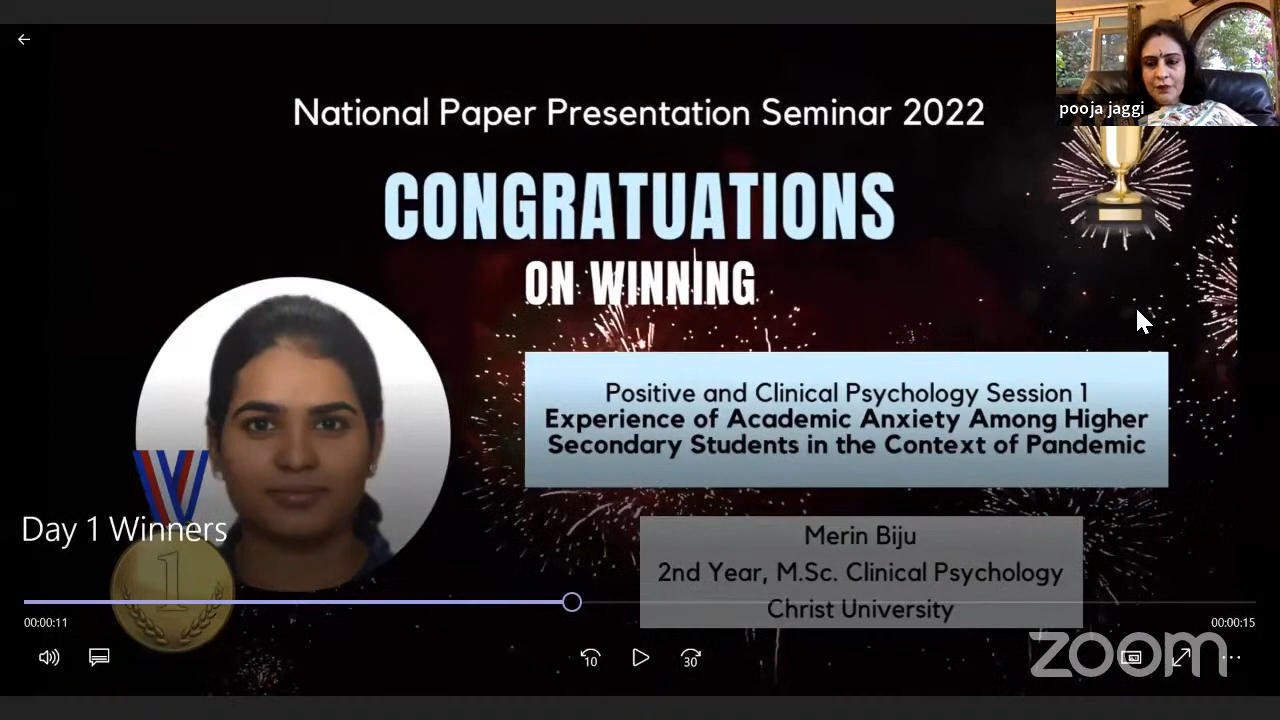 pooja jaggi
National Paper Presentation Seminar 2022
CONGRATUATIONS
ON WINNING
Positive and Clinical Psychology Session 1
Experience of Academic Anxiety Among Higher
Secondary Students in the Context of Pandemic
Day 1 Winners
1
Merin Biju
2nd Year, M.Sc. Clinical Psychology
Christ University
00:00:11
00:00:15
10
30
zoom